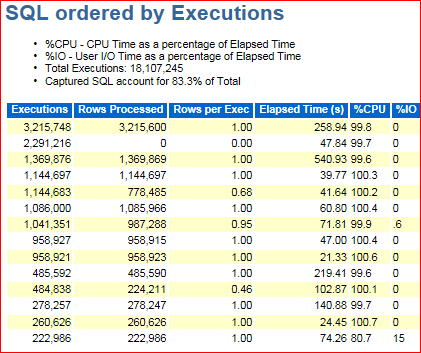 SQL ordered by Executions
• %CPU - CPU Time as a percentage of Elapsed Time
• %IO - User I/O Time as a percentage of Elapsed Time
• Total Executions: 18,107,245
• Captured SQL account for 83.3% of Total
Executions Rows Processed Rows per Exec Elapsed Time (s) %CPU %IO
3,215,748 3,215,600 1.00 258.94 99.8 0
2,291,216 0 0.00 47.84 99.7 0
1,369,876 1,369,869 1.00 540.93 99.6 0
1,144,697 1,144,697 1.00 39.77 100.3 0
1,144,683 778,485 0.68 41.64 100.2 0
1,086,000 1,085,966 1.00 60.80 100.4 0
1,041,351 987,288 0.95 71.81 99.9 .6
958,927 958,915 1.00 47.00 100.4 0
958,921 958,923 1.00 21.33 100.6 0
485,592 485,590 1.00 219.41 99.6 0
484,838 224,211 0.46 102.87 100.1 0
278,257 278,247 1.00 140.88 99.7 0
260,626 260,626 1.00 24.45 100.7 0
222,986 222,986 1.00 74.26 80.7 15